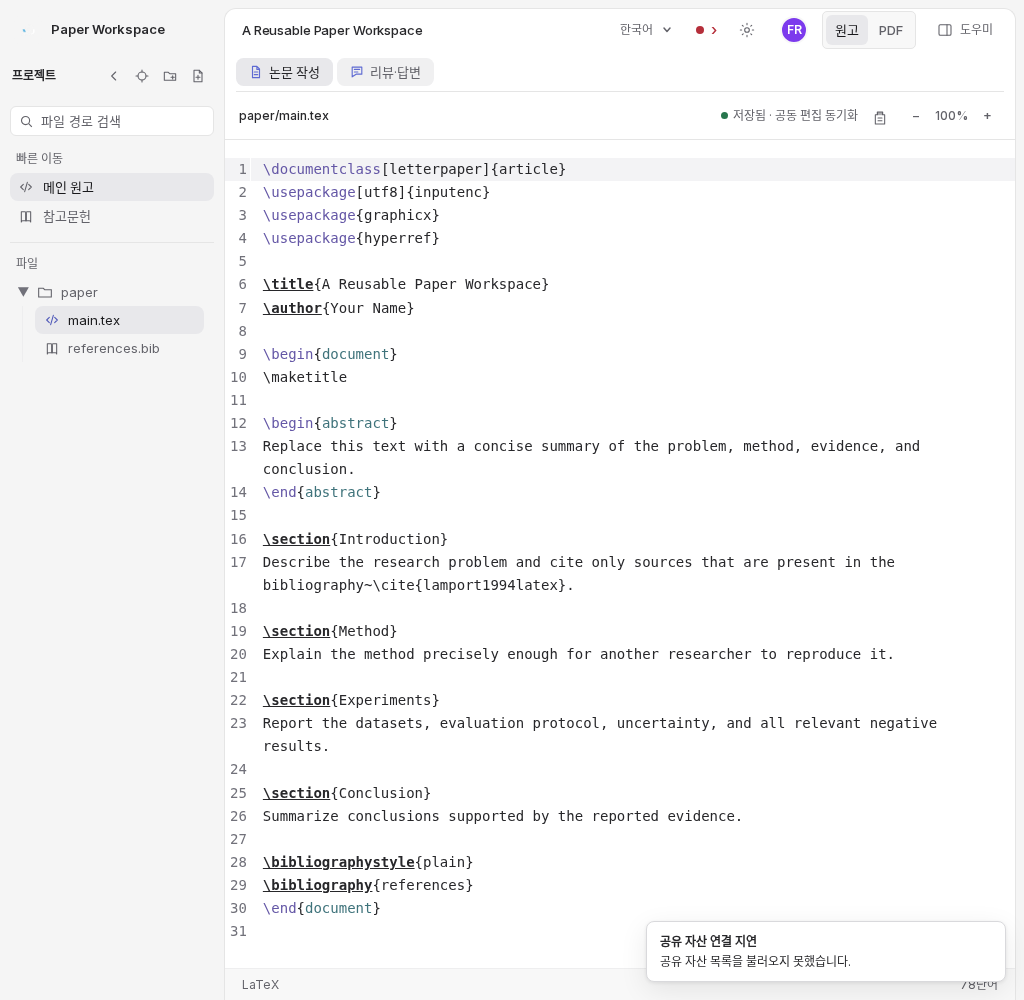 Paper Workspace
A Reusable Paper Workspace
한국어
FR
원고
PDF
도우미
프로젝트
논문 작성
리뷰·답변
파일 경로 검색
paper/main.tex
저장됨 · 공동 편집 동기화
− 100% +
빠른 이동
메인 원고
참고문헌
파일
paper
main.tex
references.bib
1 \documentclass[letterpaper]{article}
2 \usepackage[utf8]{inputenc}
3 \usepackage{graphicx}
4 \usepackage{hyperref}
5
6 \title{A Reusable Paper Workspace}
7 \author{Your Name}
8
9 \begin{document}
10 \maketitle
11
12 \begin{abstract}
13 Replace this text with a concise summary of the problem, method, evidence, and
conclusion.
14 \end{abstract}
15
16 \section{Introduction}
17 Describe the research problem and cite only sources that are present in the
bibliography~\cite{lamport1994latex}.
18
19 \section{Method}
20 Explain the method precisely enough for another researcher to reproduce it.
21
22 \section{Experiments}
23 Report the datasets, evaluation protocol, uncertainty, and all relevant negative
results.
24
25 \section{Conclusion}
26 Summarize conclusions supported by the reported evidence.
27
28 \bibliographystyle{plain}
29 \bibliography{references}
30 \end{document}
31
공유 자산 연결 지연
공유 자산 목록을 불러오지 못했습니다.
LaTeX
78단어